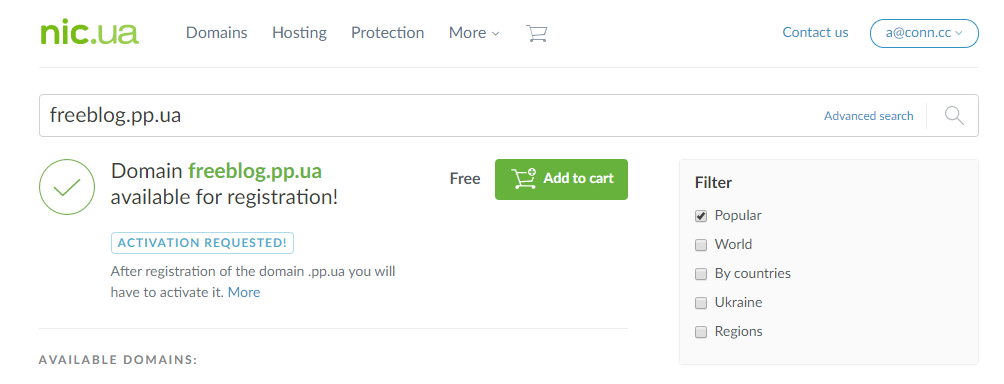 nic.ua
Domains Hosting Protection More
Contact us
a@conn.cc
freeblog.pp.ua
Advanced search
Domain freeblog.pp.ua
available for registration!
Free
Add to cart
ACTIVATION REQUESTED!
After registration of the domain .pp.ua you will
have to activate it. More
AVAILABLE DOMAINS:
Filter
Popular
World
By countries
Ukraine
Regions